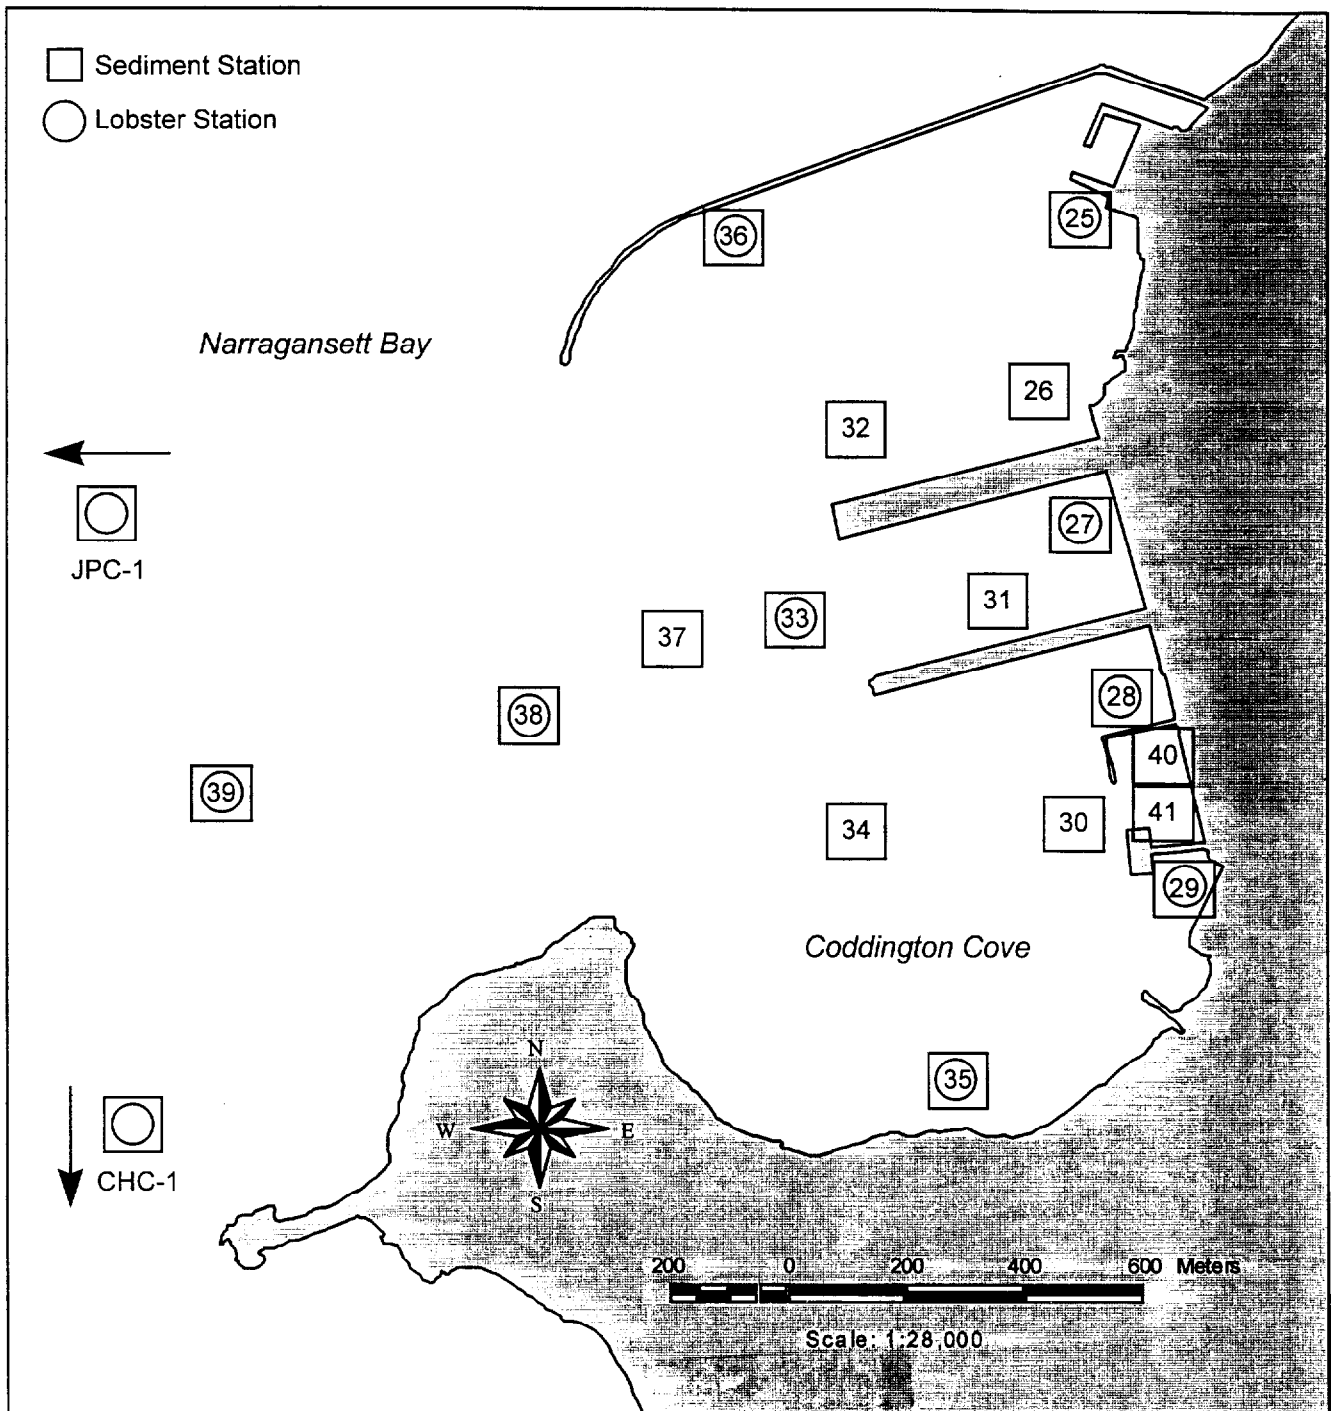 Sediment Station
Lobster Station
25
36
Narragansett Bay
26
32
27
JPC-1
31
33
37
28
38
40
39
41
30
34
29
Coddington Cove
N
35
W E
CHC-1
S
200 0 200 400 600 Meters
Scale: 1:28,000